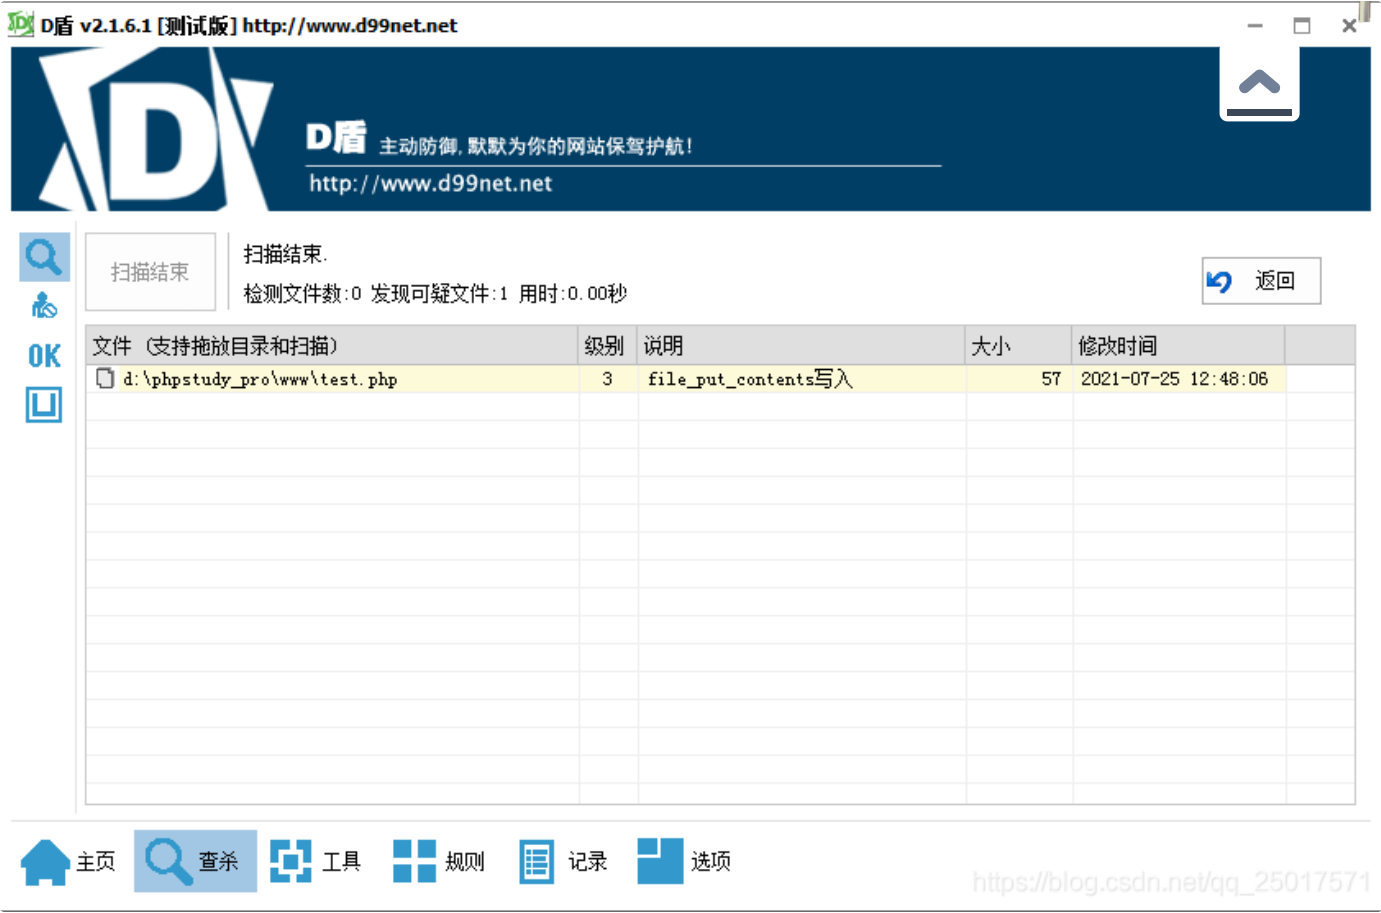 D盾 v2.1.6.1 [测试版] http://www.d99net.net
D盾 主动防御,默默为你的网站保驾护航!
http://www.d99net.net
扫描结束
扫描结束.
检测文件数:0 发现可疑文件:1 用时:0.00秒
返回
OK
文件 (支持拖放目录和扫描) 级别 说明 大小 修改时间
d:\phpstudy_pro\www\test.php 3 file_put_contents写入 57 2021-07-25 12:48:06
主页 查杀 工具 规则 记录 选项
https://blog.csdn.net/qq_25017571